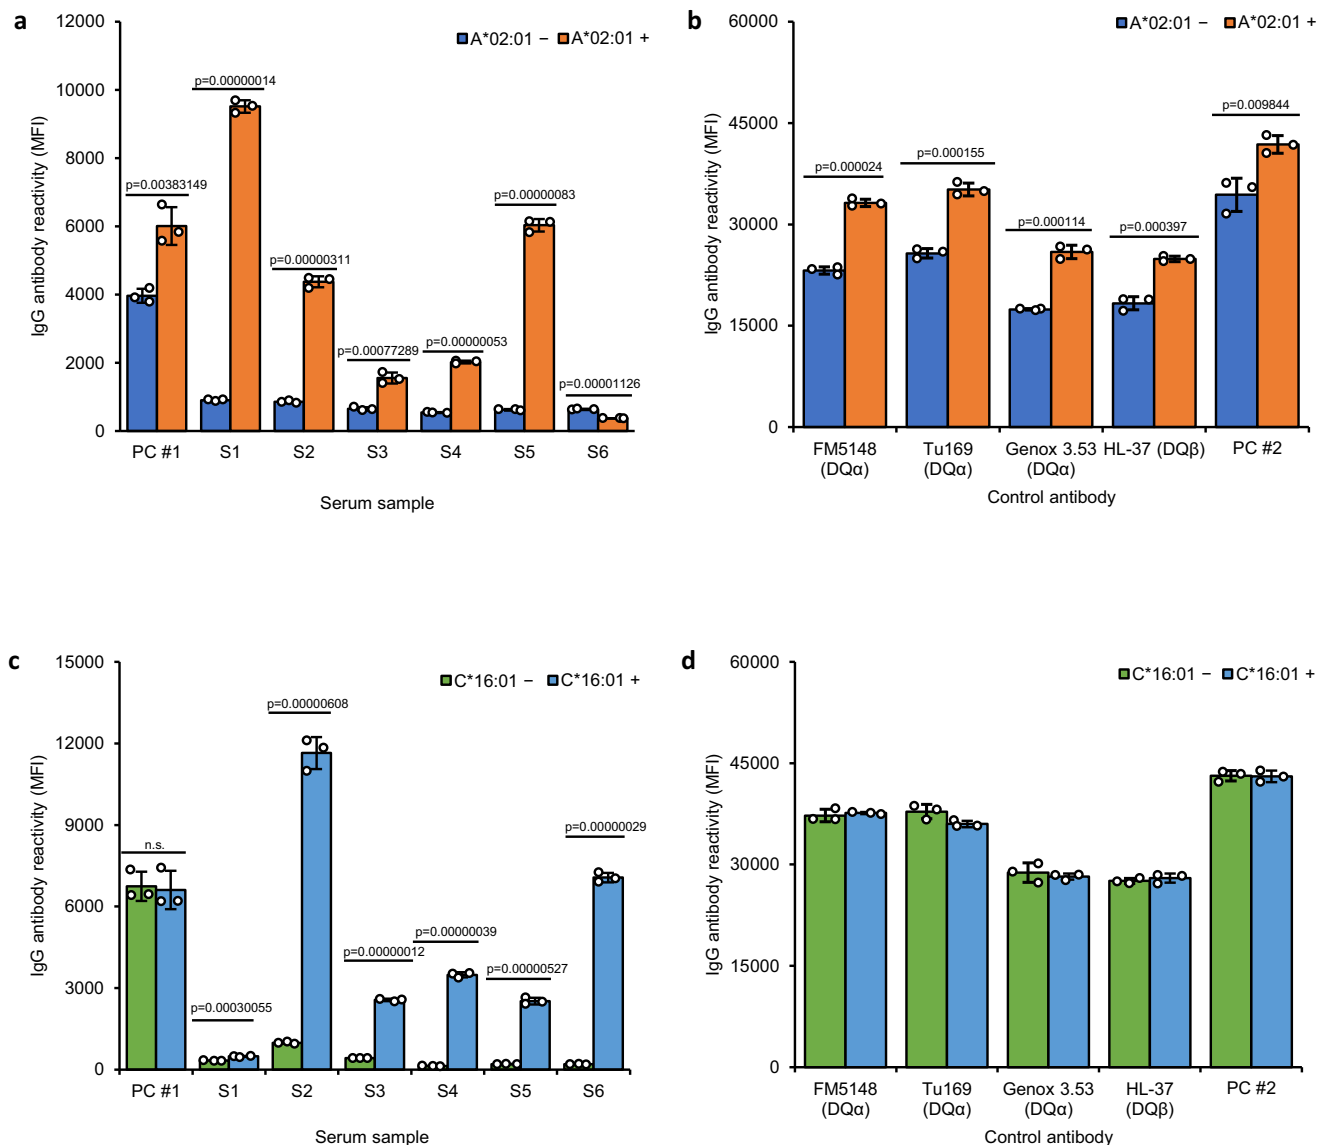 a
12000
10000
8000
6000
4000
2000
0
IgG antibody reactivity (MFI)
A*02:01 − A*02:01 +
p=0.00383149
p=0.00000014
p=0.00000311
p=0.00077289
p=0.00000053
p=0.00000083
p=0.00001126
PC #1 S1 S2 S3 S4 S5 S6
Serum sample
b
60000
45000
30000
15000
0
IgG antibody reactivity (MFI)
A*02:01 − A*02:01 +
p=0.000024
p=0.000155
p=0.000114
p=0.000397
p=0.009844
FM5148 Tu169 Genox 3.53 HL-37 (DQβ) PC #2
(DQα) (DQα) (DQα)
Control antibody
c
15000
12000
9000
6000
3000
0
IgG antibody reactivity (MFI)
C*16:01 − C*16:01 +
n.s.
p=0.00030055
p=0.00000608
p=0.00000012
p=0.00000039
p=0.00000527
p=0.00000029
PC #1 S1 S2 S3 S4 S5 S6
Serum sample
d
60000
45000
30000
15000
0
IgG antibody reactivity (MFI)
C*16:01 − C*16:01 +
FM5148 Tu169 Genox 3.53 HL-37 PC #2
(DQα) (DQα) (DQα) (DQβ)
Control antibody